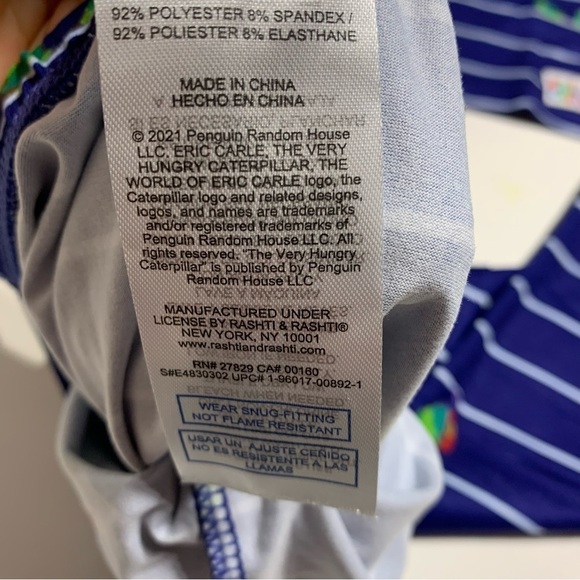 92% POLYESTER 8% SPANDEX /
92% POLIESTER 8% ELASTHANE
MADE IN CHINA
HECHO EN CHINA
© 2021 Penguin Random House
LLC. ERIC CARLE, THE VERY
HUNGRY CATERPILLAR, THE
WORLD OF ERIC CARLE logo, the
Caterpillar logo and related designs,
logos, and names are trademarks
and/or registered trademarks of
Penguin Random House LLC. All
rights reserved. "The Very Hungry
Caterpillar" is published by Penguin
Random House LLC
MANUFACTURED UNDER
LICENSE BY RASHTI & RASHTI®
NEW YORK, NY 10001
www.rashtiandrashti.com
RN# 27829 CA# 00160
S#E4830302 UPC# 1-96017-00892-1
WEAR SNUG-FITTING
NOT FLAME RESISTANT
USAR UN AJUSTE CEÑIDO
NO ES RESISTENTE A LAS
LLAMAS